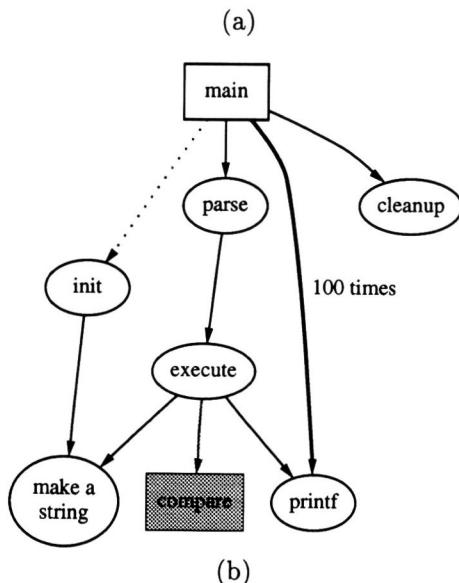 (a)
main
parse
cleanup
init
100 times
execute
make a
string
compare
printf
(b)